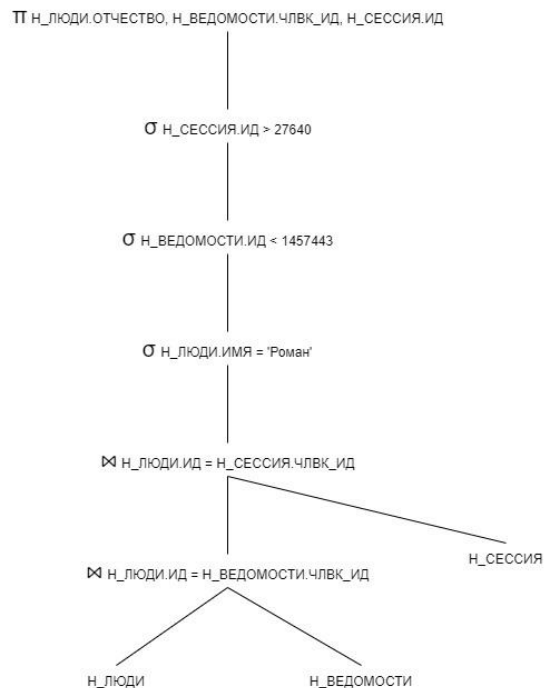 π Н_ЛЮДИ.ОТЧЕСТВО, Н_ВЕДОМОСТИ.ЧЛВК_ИД, Н_СЕССИЯ.ИД
σ Н_СЕССИЯ.ИД > 27640
σ Н_ВЕДОМОСТИ.ИД < 1457443
σ Н_ЛЮДИ.ИМЯ = 'Роман'
⋈ Н_ЛЮДИ.ИД = Н_СЕССИЯ.ЧЛВК_ИД
Н_СЕССИЯ
⋈ Н_ЛЮДИ.ИД = Н_ВЕДОМОСТИ.ЧЛВК_ИД
Н_ЛЮДИ
Н_ВЕДОМОСТИ